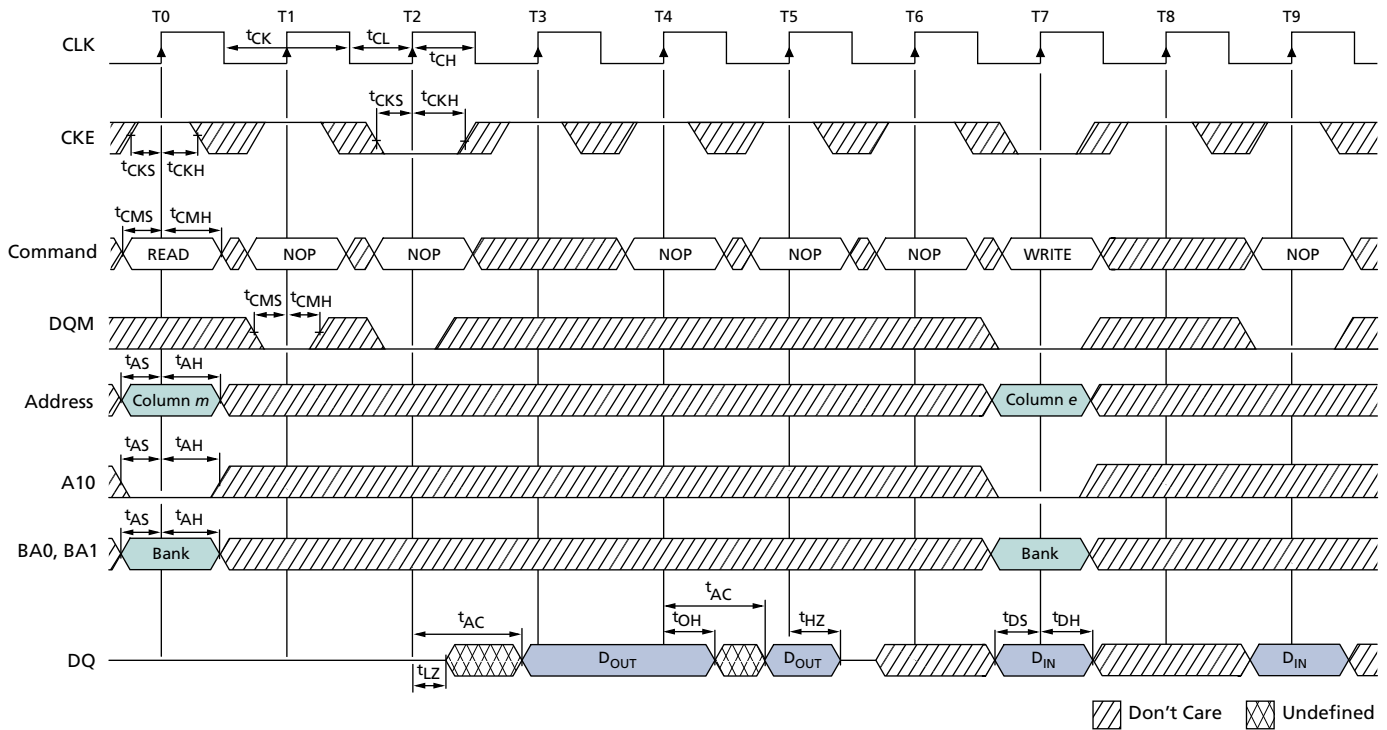 T0 T1 T2 T3 T4 T5 T6 T7 T8 T9
CLK
tCK tCL
tCH
tCKS tCKH
CKE
tCKS tCKH
tCMS tCMH
Command READ NOP NOP NOP NOP NOP WRITE NOP
tCMS tCMH
DQM
tAS tAH
Address Column m Column e
tAS tAH
A10
tAS tAH
BA0, BA1 Bank Bank
tAC
tAC tOH tHZ tDS tDH
DQ DOUT DOUT DIN DIN
tLZ
Don't Care Undefined